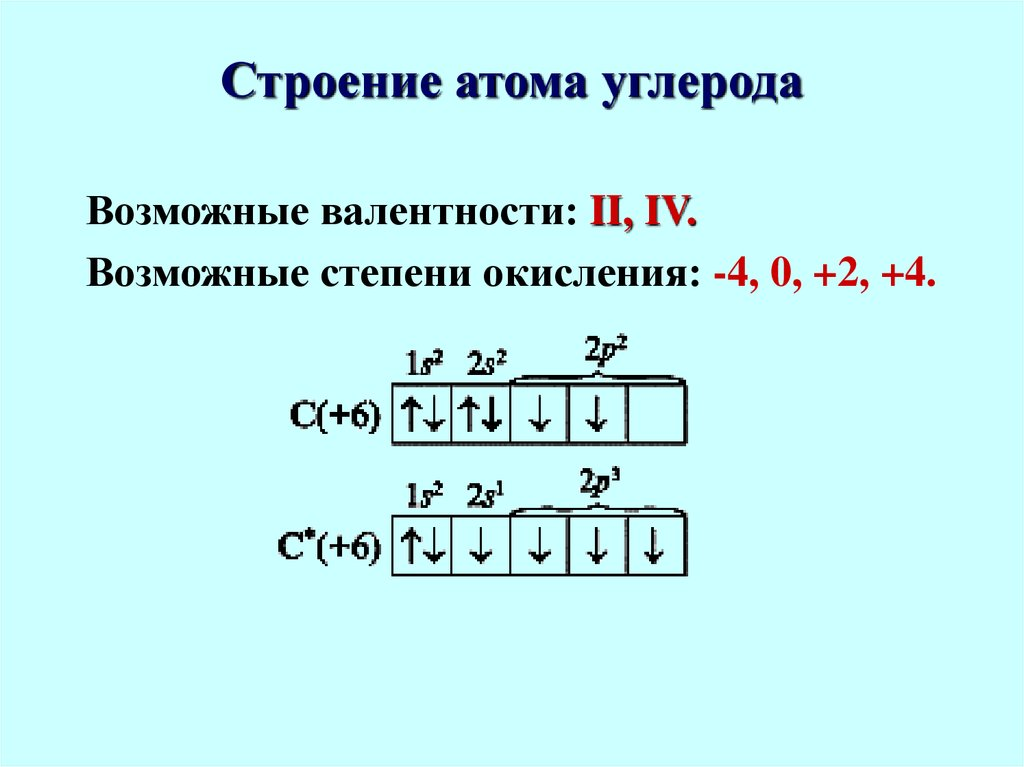 Строение атома углерода
Возможные валентности: II, IV.
Возможные степени окисления: -4, 0, +2, +4.
1s² 2s² 2p²
C(+6) ↑↓ ↑↓ ↓ ↓
1s² 2s¹ 2p³
C*(+6) ↑↓ ↓ ↓ ↓ ↓